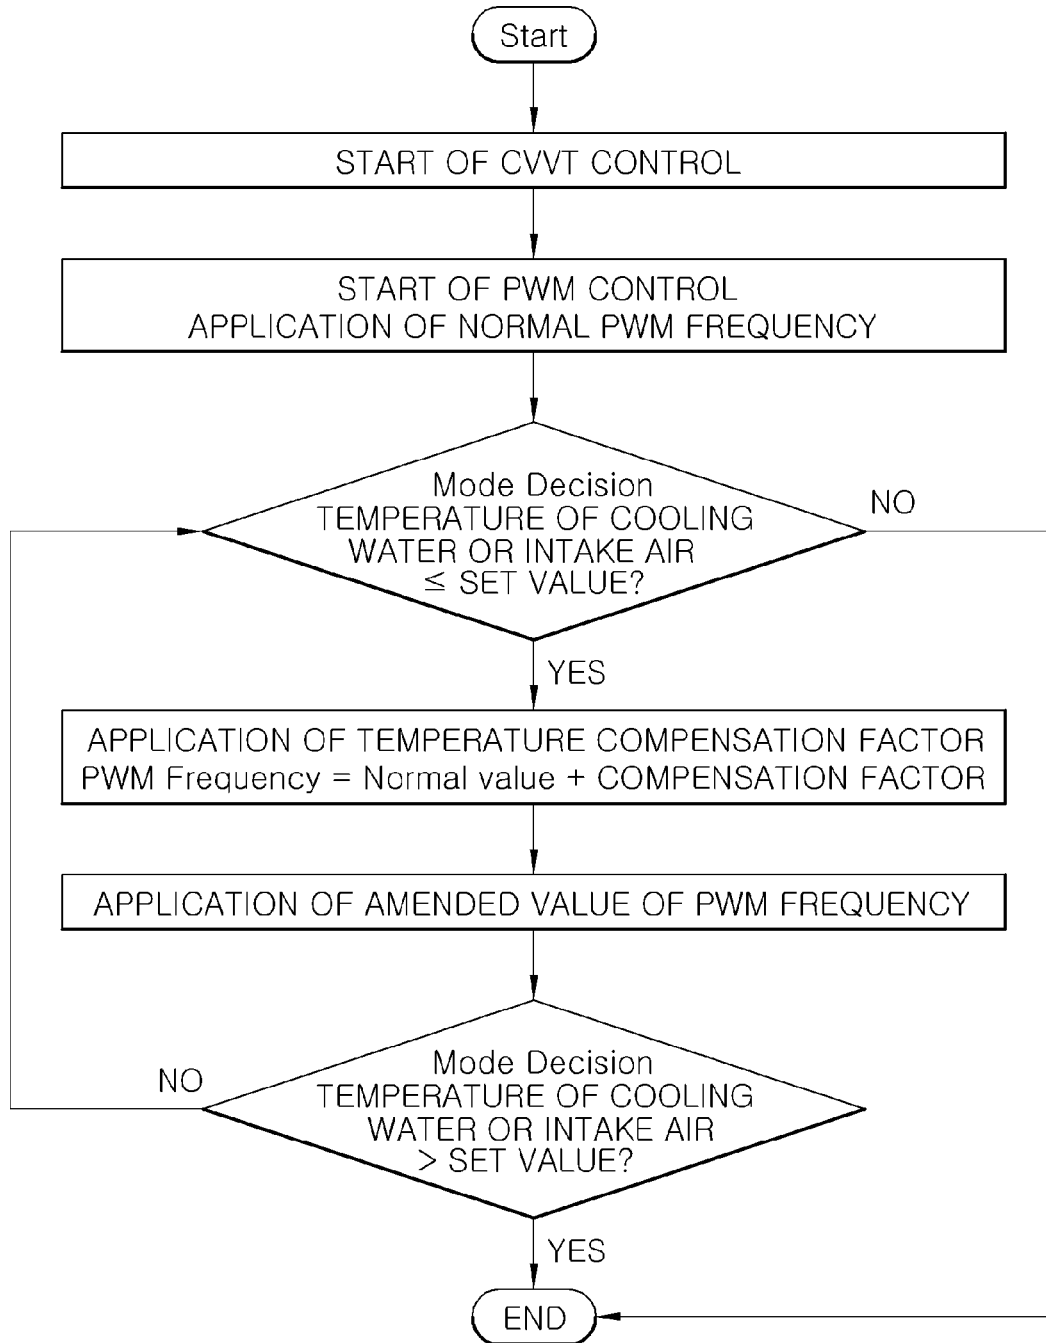 Start
START OF CVVT CONTROL
START OF PWM CONTROL
APPLICATION OF NORMAL PWM FREQUENCY
Mode Decision
TEMPERATURE OF COOLING
WATER OR INTAKE AIR
≦ SET VALUE?
NO
YES
APPLICATION OF TEMPERATURE COMPENSATION FACTOR
PWM Frequency = Normal value + COMPENSATION FACTOR
APPLICATION OF AMENDED VALUE OF PWM FREQUENCY
Mode Decision
TEMPERATURE OF COOLING
WATER OR INTAKE AIR
> SET VALUE?
NO
YES
END